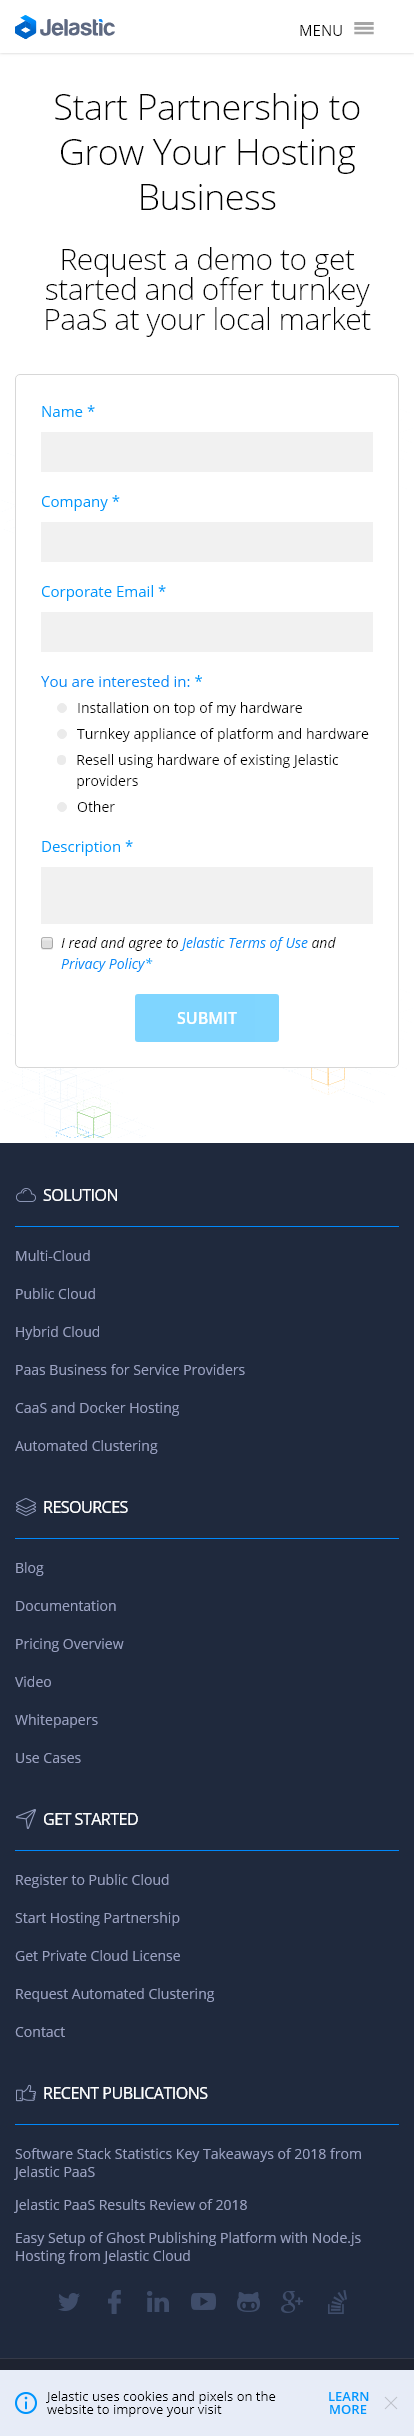 Jelastic
MENU
Start Partnership to
Grow Your Hosting
Business
Request a demo to get
started and offer turnkey
PaaS at your local market
Name *
Company *
Corporate Email *
You are interested in: *
Installation on top of my hardware
Turnkey appliance of platform and hardware
Resell using hardware of existing Jelastic
providers
Other
Description *
I read and agree to Jelastic Terms of Use and
Privacy Policy*
SUBMIT
SOLUTION
Multi-Cloud
Public Cloud
Hybrid Cloud
Paas Business for Service Providers
CaaS and Docker Hosting
Automated Clustering
RESOURCES
Blog
Documentation
Pricing Overview
Video
Whitepapers
Use Cases
GET STARTED
Register to Public Cloud
Start Hosting Partnership
Get Private Cloud License
Request Automated Clustering
Contact
RECENT PUBLICATIONS
Software Stack Statistics Key Takeaways of 2018 from
Jelastic PaaS
Jelastic PaaS Results Review of 2018
Easy Setup of Ghost Publishing Platform with Node.js
Hosting from Jelastic Cloud
Jelastic uses cookies and pixels on the
website to improve your visit
LEARN
MORE